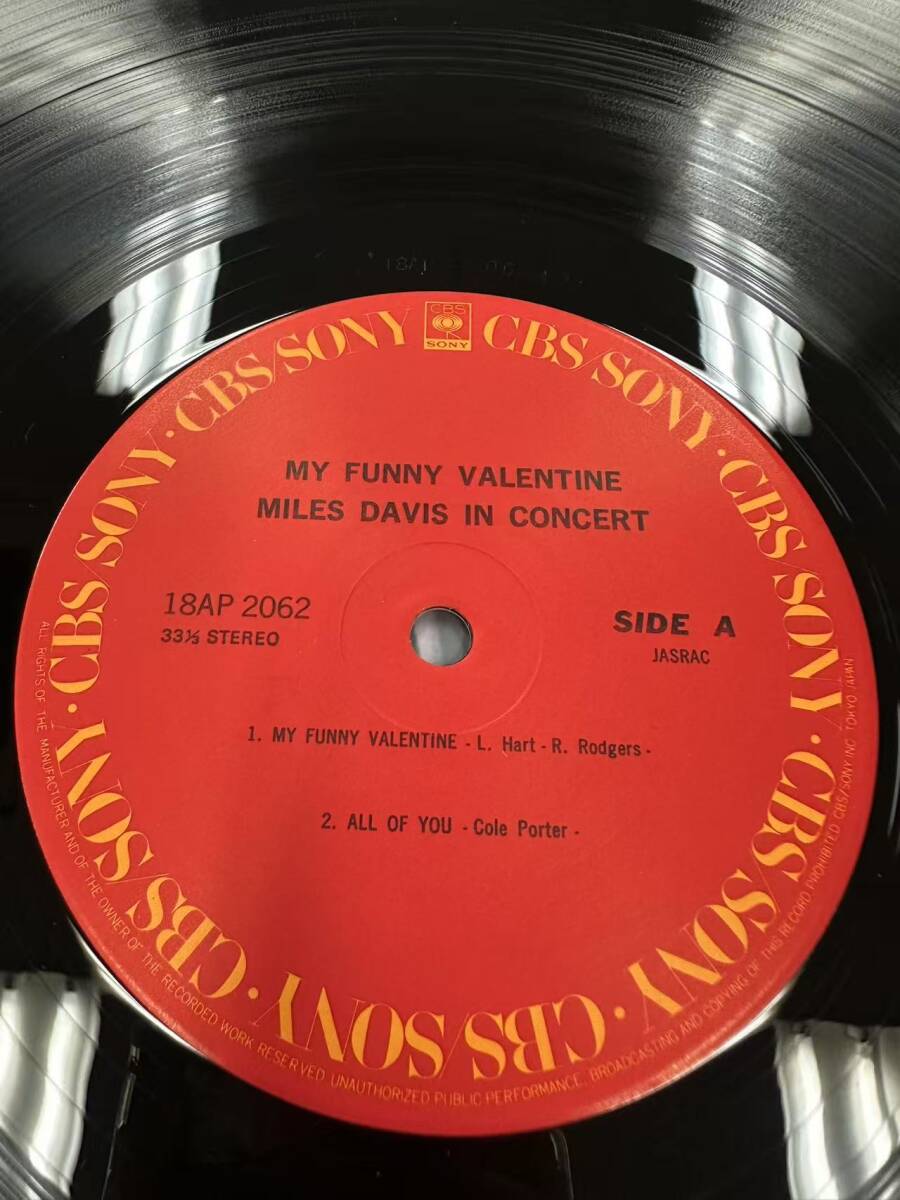 CBS
SONY
CBS/SONY · CBS/SONY · CBS/SONY · CBS/SONY · CBS/SONY · CBS/SONY · CBS/SONY · CBS/SONY · CBS/SONY
MY FUNNY VALENTINE
MILES DAVIS IN CONCERT
18AP 2062
33⅓ STEREO
SIDE A
JASRAC
1. MY FUNNY VALENTINE - L. Hart - R. Rodgers -
2. ALL OF YOU - Cole Porter -
ALL RIGHTS OF THE MANUFACTURER AND OF THE OWNER OF THE RECORDED WORK RESERVED UNAUTHORIZED PUBLIC PERFORMANCE, BROADCASTING AND COPYING OF THIS RECORD PROHIBITED CBS/SONY INC. TOKYO JAPAN